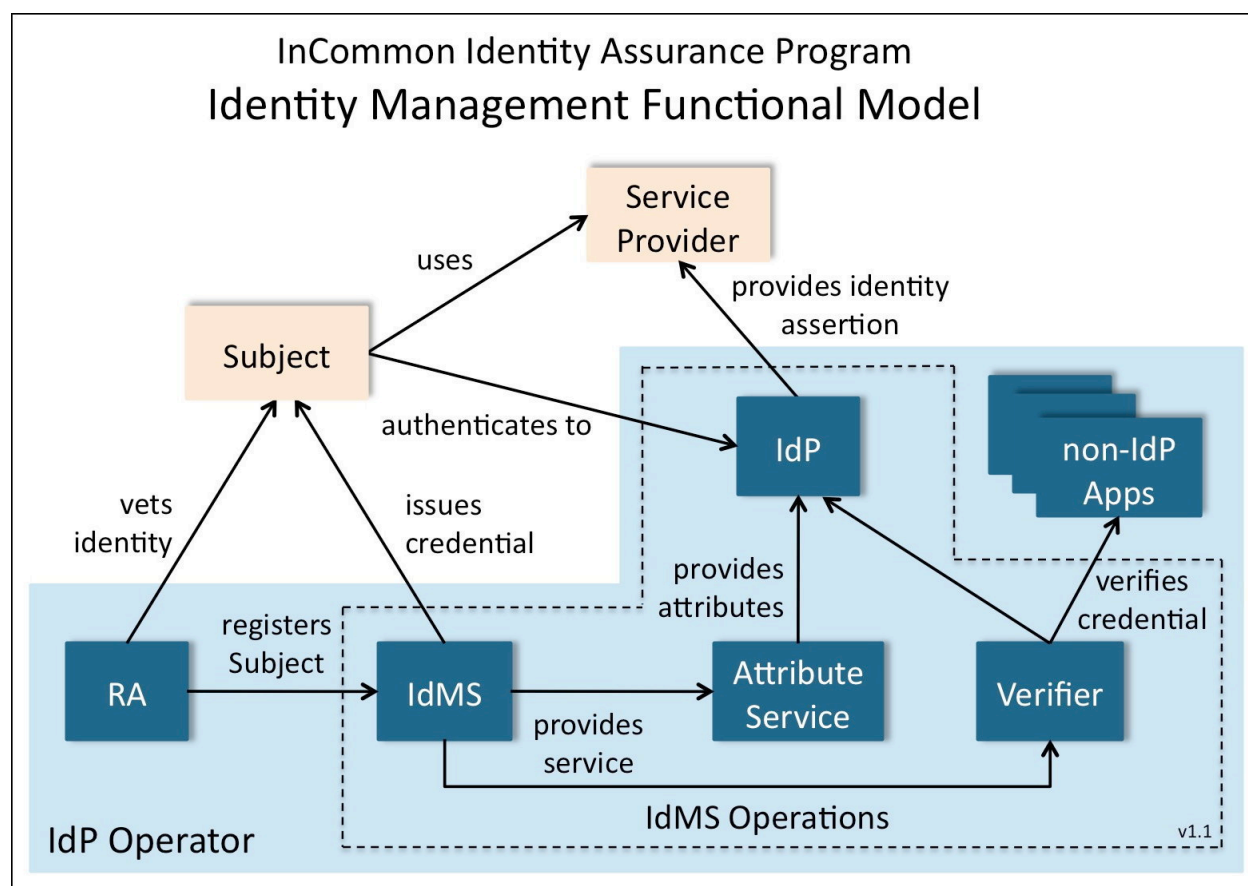 InCommon Identity Assurance Program
Identity Management Functional Model
Service
Provider
uses
provides identity
assertion
Subject
authenticates to
IdP
non-IdP
Apps
vets
identity
issues
credential
provides
attributes
verifies
credential
registers
Subject
RA
IdMS
Attribute
Service
Verifier
provides
service
IdMS Operations
IdP Operator
v1.1